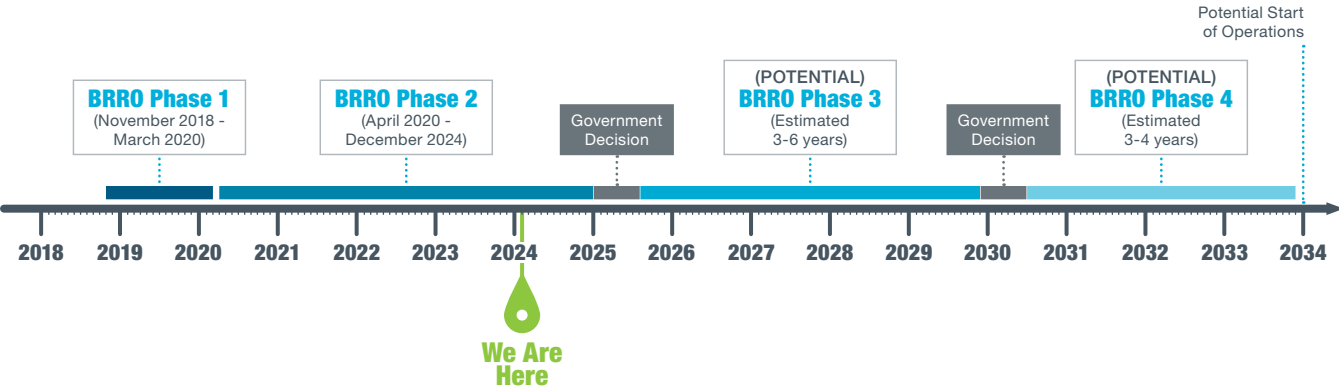 Potential Start
of Operations
BRRO Phase 1
(November 2018 -
March 2020)
BRRO Phase 2
(April 2020 -
December 2024)
Government
Decision
(POTENTIAL)
BRRO Phase 3
(Estimated
3-6 years)
Government
Decision
(POTENTIAL)
BRRO Phase 4
(Estimated
3-4 years)
2018 2019 2020 2021 2022 2023 2024 2025 2026 2027 2028 2029 2030 2031 2032 2033 2034
We Are
Here